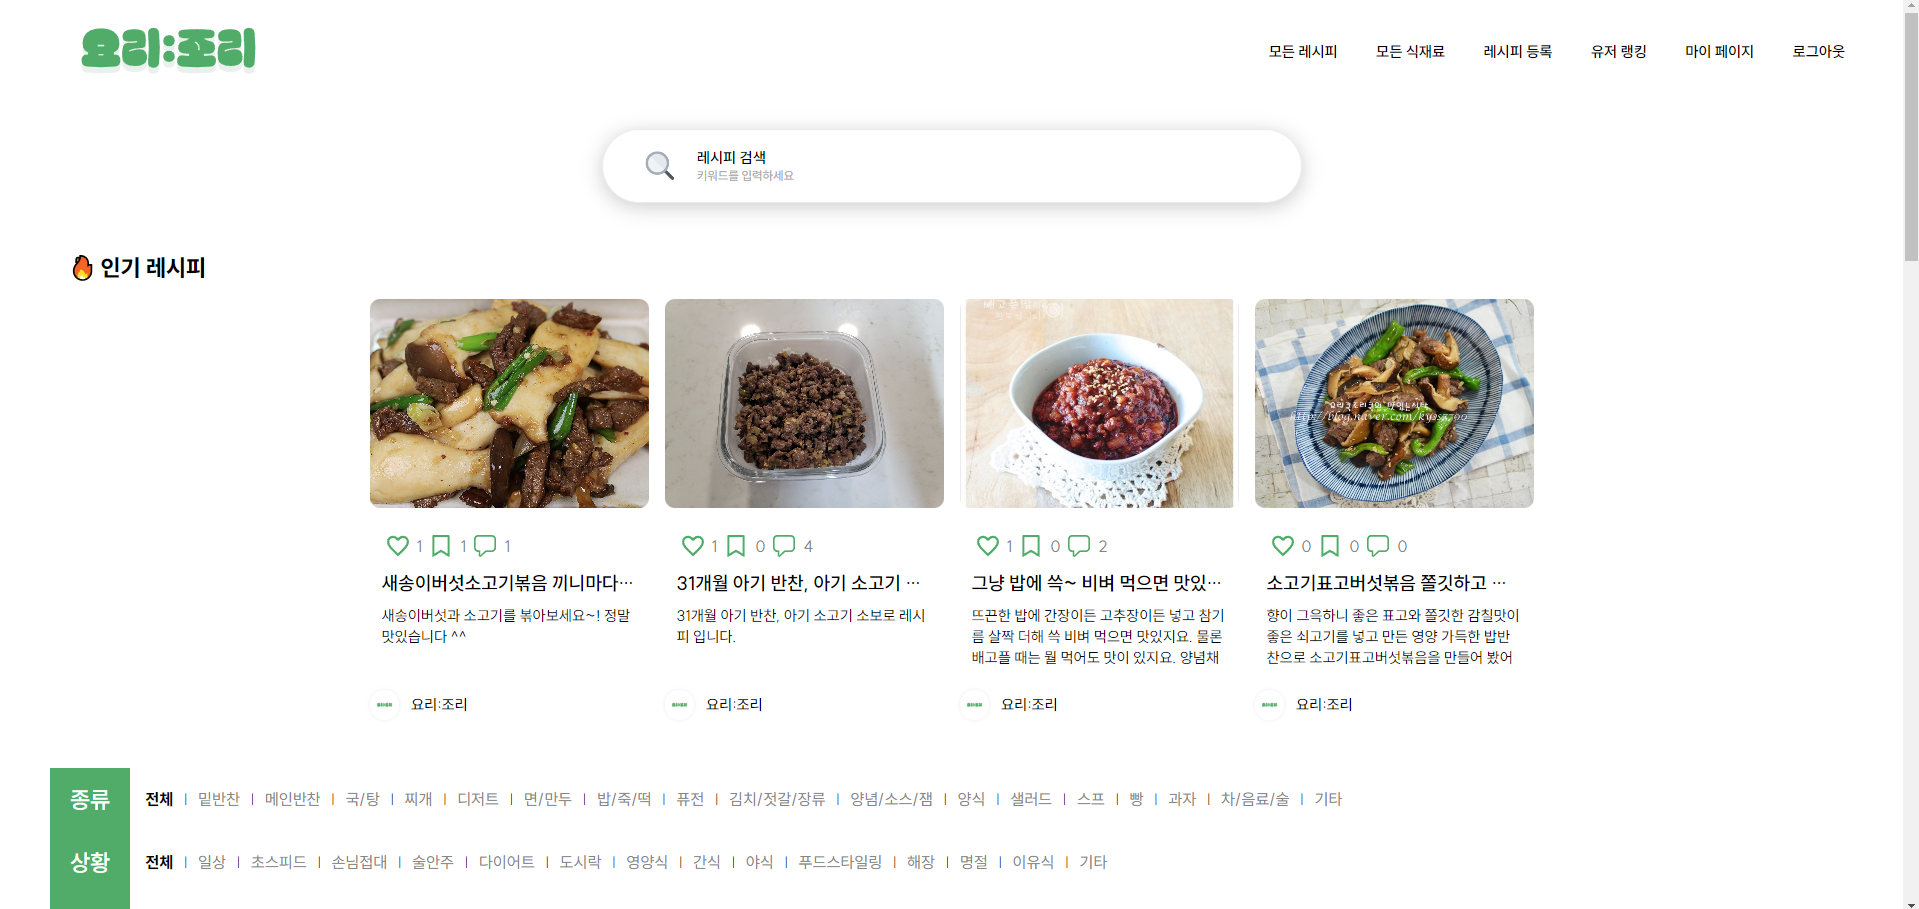 요리:조리
모든 레시피 모든 식재료 레시피 등록 유저 랭킹 마이 페이지 로그아웃
레시피 검색
키워드를 입력하세요
인기 레시피
1 1 1
새송이버섯소고기볶음 끼니마다···
새송이버섯과 소고기를 볶아보세요~! 정말
맛있습니다 ^^
요리:조리
1 0 4
31개월 아기 반찬, 아기 소고기 ···
31개월 아기 반찬, 아기 소고기 소보로 레시
피 입니다.
요리:조리
1 0 2
그냥 밥에 쓱~ 비벼 먹으면 맛있···
뜨끈한 밥에 간장이든 고추장이든 넣고 참기
름 살짝 더해 쓱 비벼 먹으면 맛있지요. 물론
배고플 때는 뭘 먹어도 맛이 있지요. 양념채
요리:조리
0 0 0
소고기표고버섯볶음 쫄깃하고 ···
향이 그윽하니 좋은 표고와 쫄깃한 감칠맛이
좋은 쇠고기를 넣고 만든 영양 가득한 밥반
찬으로 소고기표고버섯볶음을 만들어 봤어
요리:조리
종류 전체 | 밑반찬 | 메인반찬 | 국/탕 | 찌개 | 디저트 | 면/만두 | 밥/죽/떡 | 퓨전 | 김치/젓갈/장류 | 양념/소스/잼 | 양식 | 샐러드 | 스프 | 빵 | 과자 | 차/음료/술 | 기타
상황 전체 | 일상 | 초스피드 | 손님접대 | 술안주 | 다이어트 | 도시락 | 영양식 | 간식 | 야식 | 푸드스타일링 | 해장 | 명절 | 이유식 | 기타